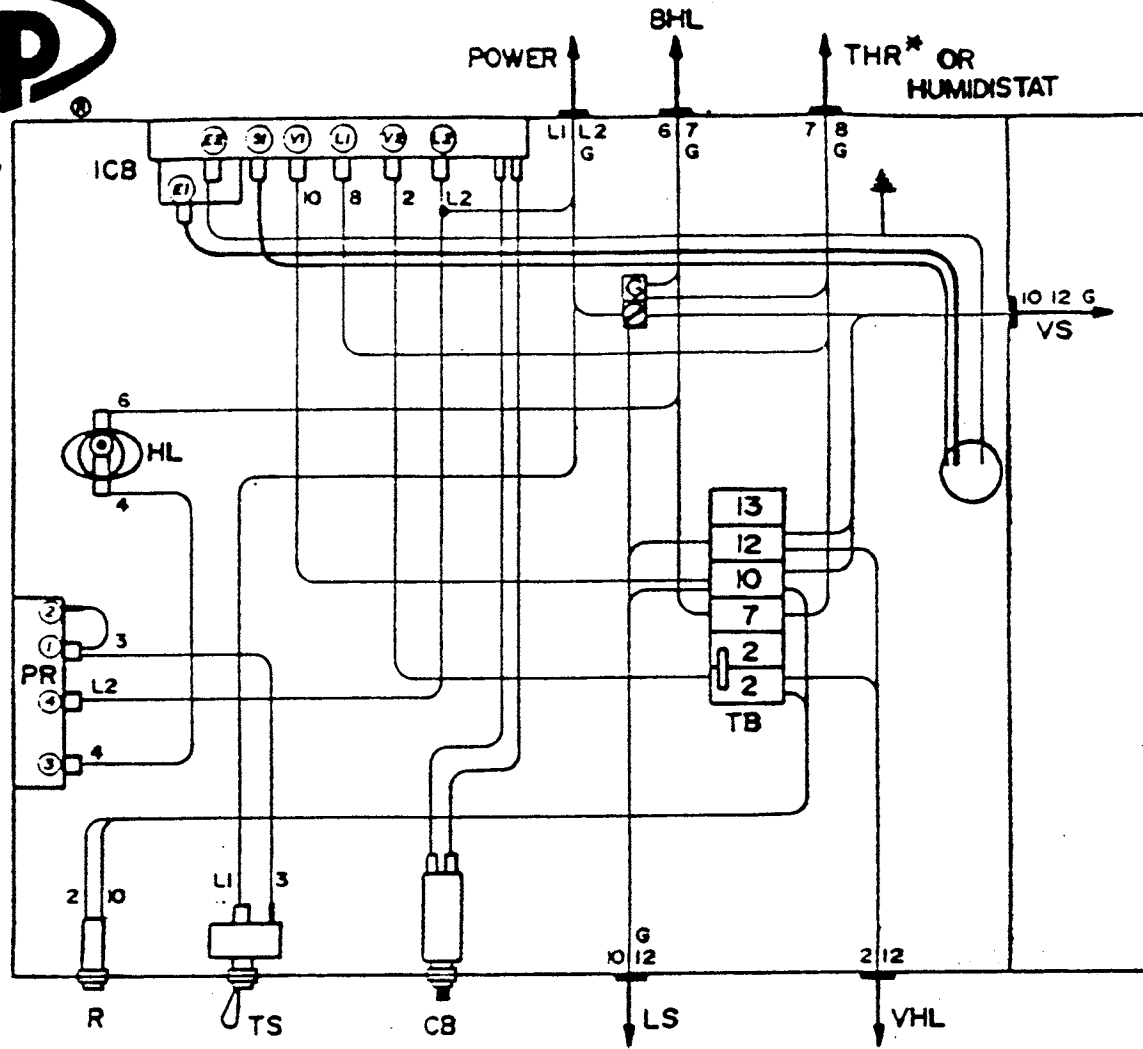 P
®
BHL
POWER
THR* OR
HUMIDISTAT
L1 L2
G
6 7
G
7 8
G
E2 S1 V1 L1 V2 L2
ICB
E1
10 8 2 L2
G
10 12 G
VS
6
HL
4
13
12
10
7
2
2
TB
2
1
3
PR
4
L2
3
4
2 10
L1
3
G
10 12
2 12
R
TS
CB
LS
VHL